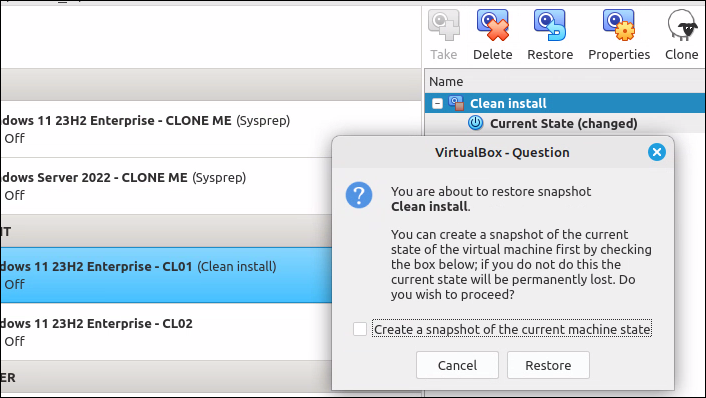 Take Delete Restore Properties Clone
Name
Clean install
Current State (changed)
dows 11 23H2 Enterprise - CLONE ME (Sysprep)
Off
dows Server 2022 - CLONE ME (Sysprep)
Off
NT
dows 11 23H2 Enterprise - CL01 (Clean install)
Off
dows 11 23H2 Enterprise - CL02
Off
ER
VirtualBox - Question
You are about to restore snapshot
Clean install.
You can create a snapshot of the current
state of the virtual machine first by checking
the box below; if you do not do this the
current state will be permanently lost. Do
you wish to proceed?
Create a snapshot of the current machine state
Cancel Restore